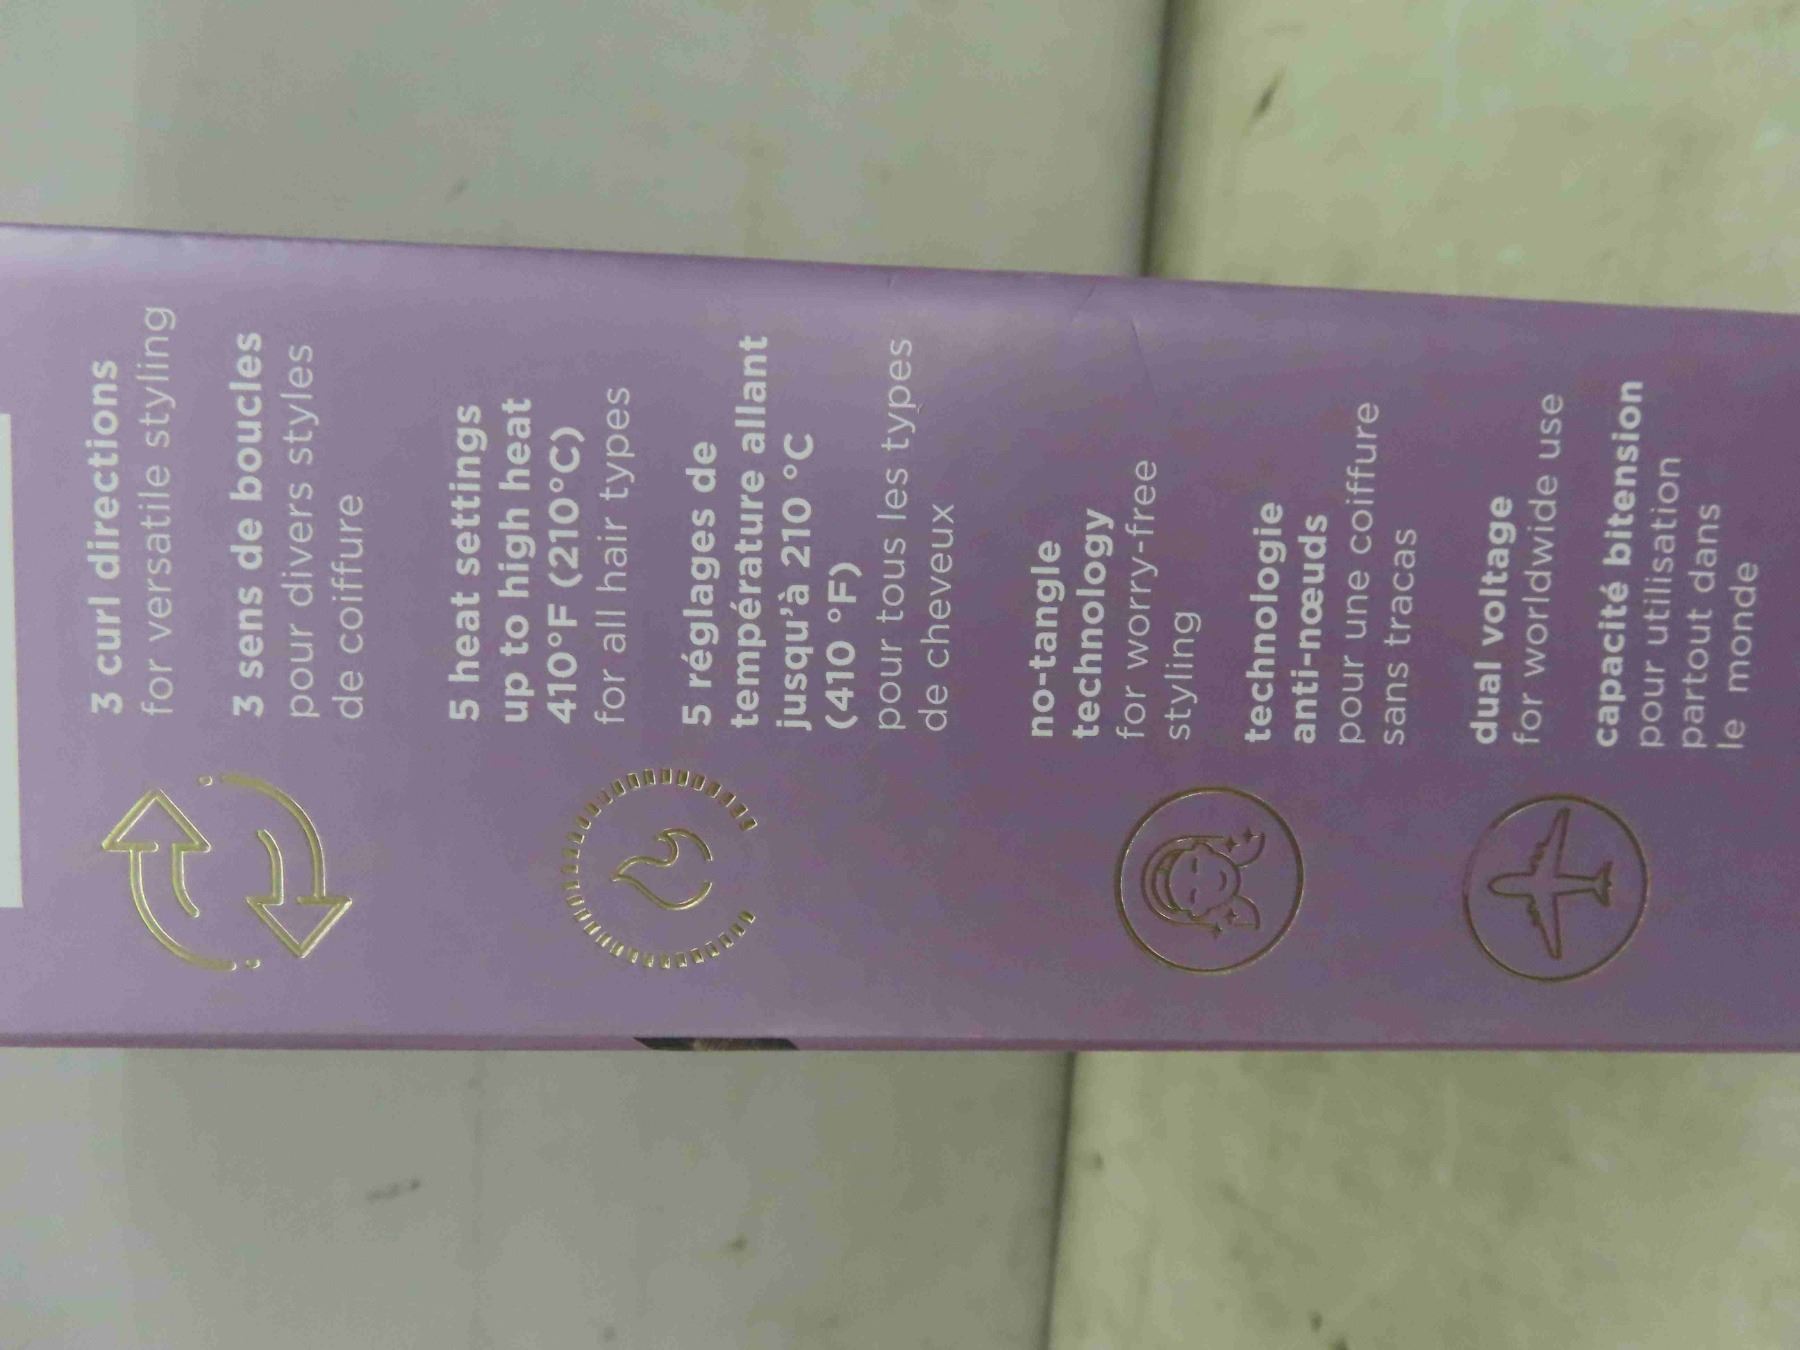 3 curl directions
for versatile styling
3 sens de boucles
pour divers styles
de coiffure
5 heat settings
up to high heat
410°F (210°C)
for all hair types
5 réglages de
température allant
jusqu'à 210 °C
(410 °F)
pour tous les types
de cheveux
no-tangle
technology
for worry-free
styling
technologie
anti-nœuds
pour une coiffure
sans tracas
dual voltage
for worldwide use
capacité bitension
pour utilisation
partout dans
le monde